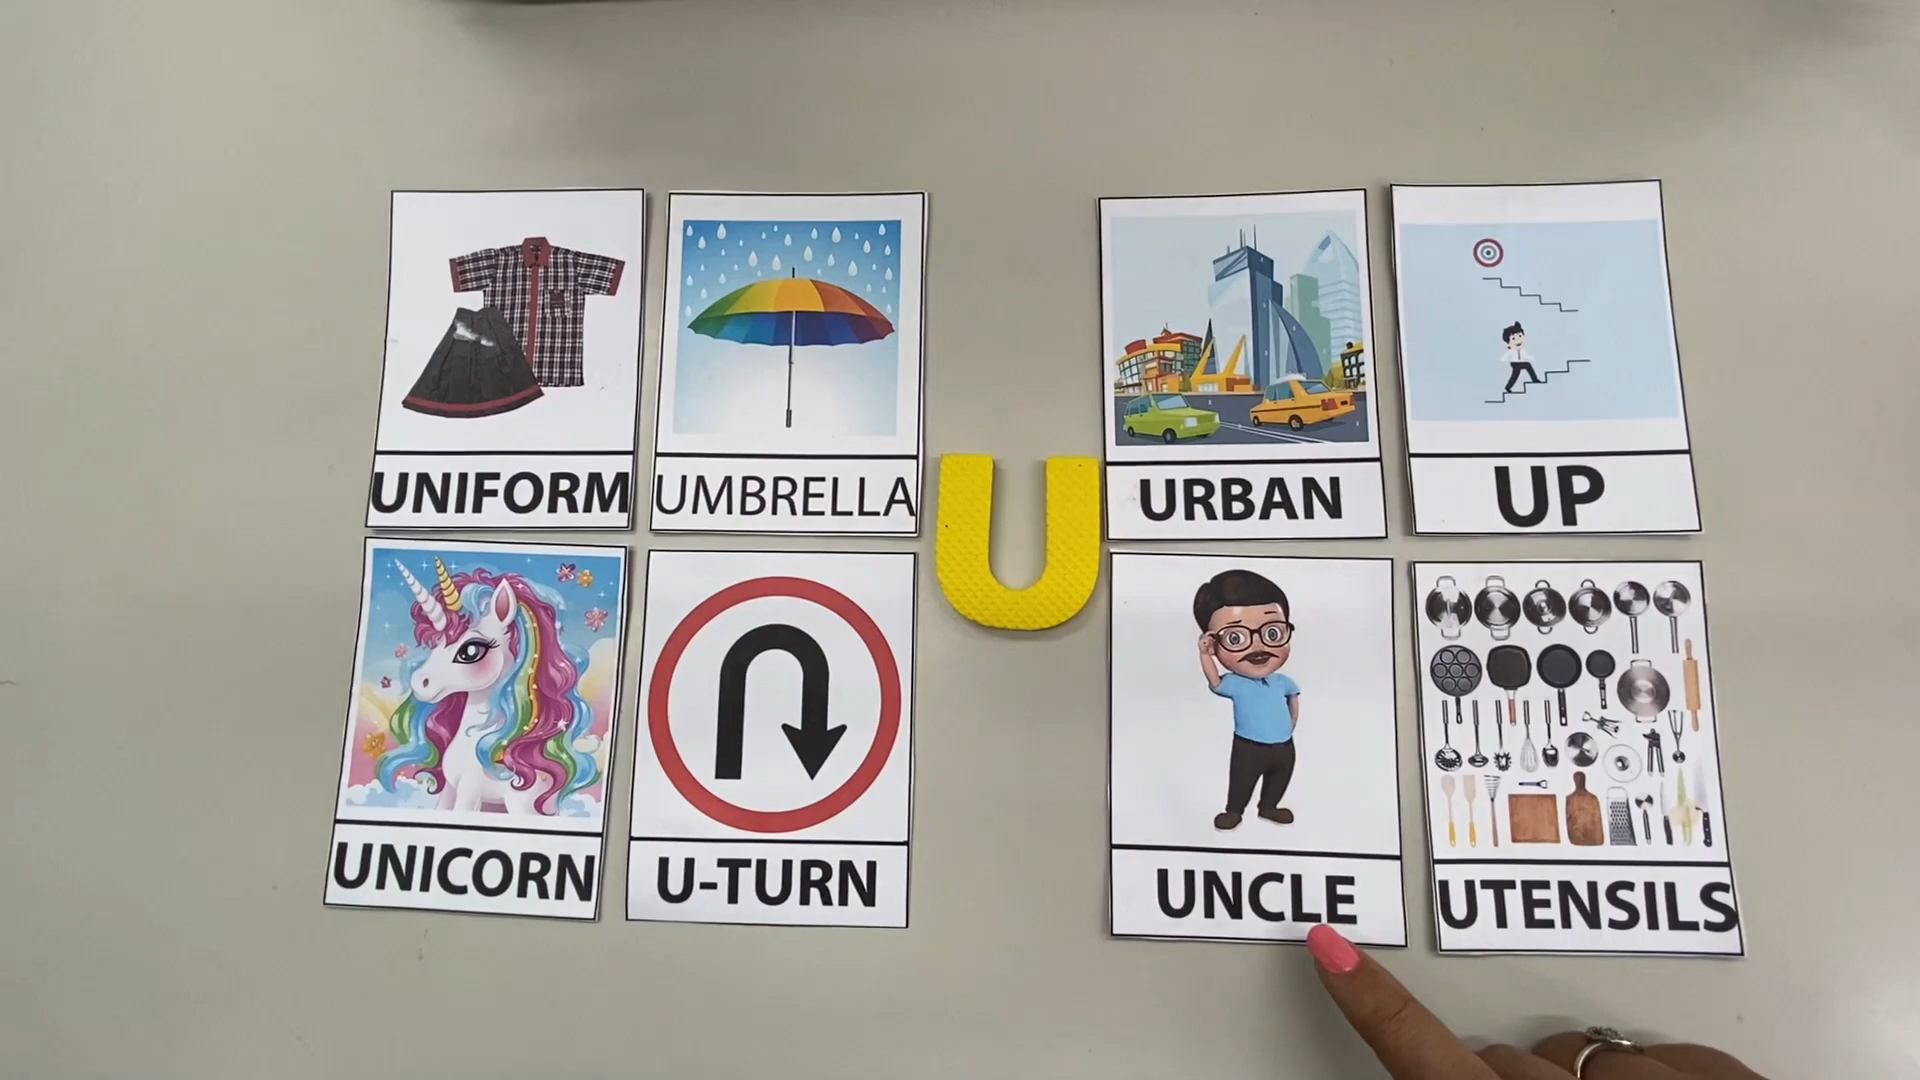 UNIFORM
UMBRELLA
U
URBAN
UP
UNICORN
U-TURN
UNCLE
UTENSILS